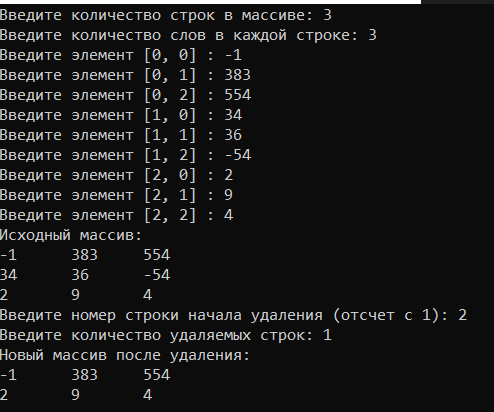 Введите количество строк в массиве: 3
Введите количество слов в каждой строке: 3
Введите элемент [0, 0] : -1
Введите элемент [0, 1] : 383
Введите элемент [0, 2] : 554
Введите элемент [1, 0] : 34
Введите элемент [1, 1] : 36
Введите элемент [1, 2] : -54
Введите элемент [2, 0] : 2
Введите элемент [2, 1] : 9
Введите элемент [2, 2] : 4
Исходный массив:
-1 383 554
34 36 -54
2 9 4
Введите номер строки начала удаления (отсчет с 1): 2
Введите количество удаляемых строк: 1
Новый массив после удаления:
-1 383 554
2 9 4